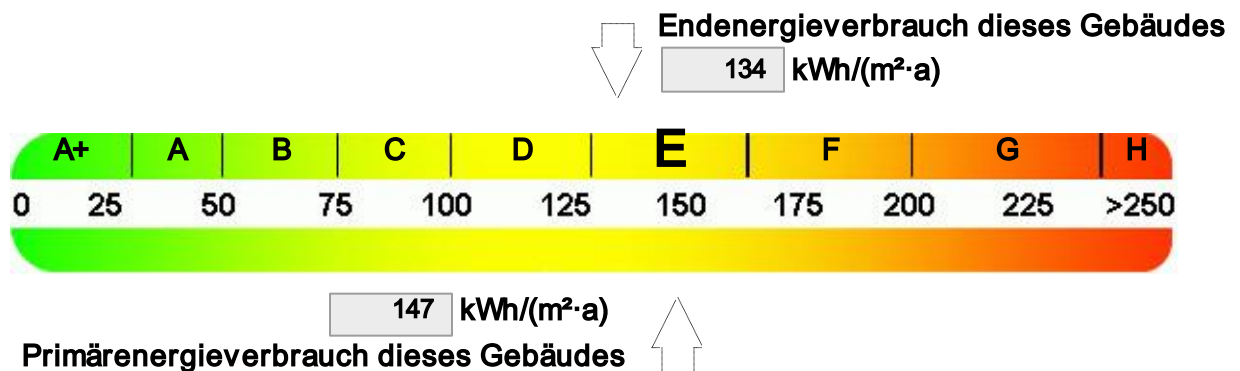 Endenergieverbrauch dieses Gebäudes
134 kWh/(m²·a)
A+ A B C D E F G H
0 25 50 75 100 125 150 175 200 225 >250
147 kWh/(m²·a)
Primärenergieverbrauch dieses Gebäudes